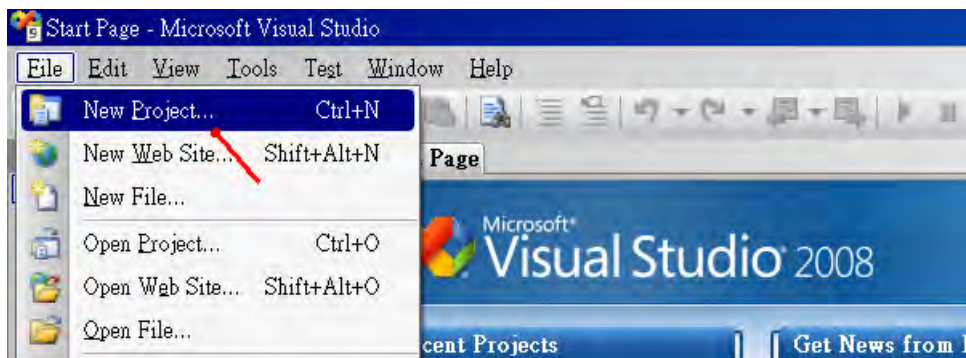 Start Page - Microsoft Visual Studio
File Edit View Tools Test Window Help
New Project... Ctrl+N
New Web Site... Shift+Alt+N
Page
New File...
Open Project... Ctrl+O
Microsoft
Visual Studio 2008
Open Web Site... Shift+Alt+O
Open File...
cent Projects
Get News from